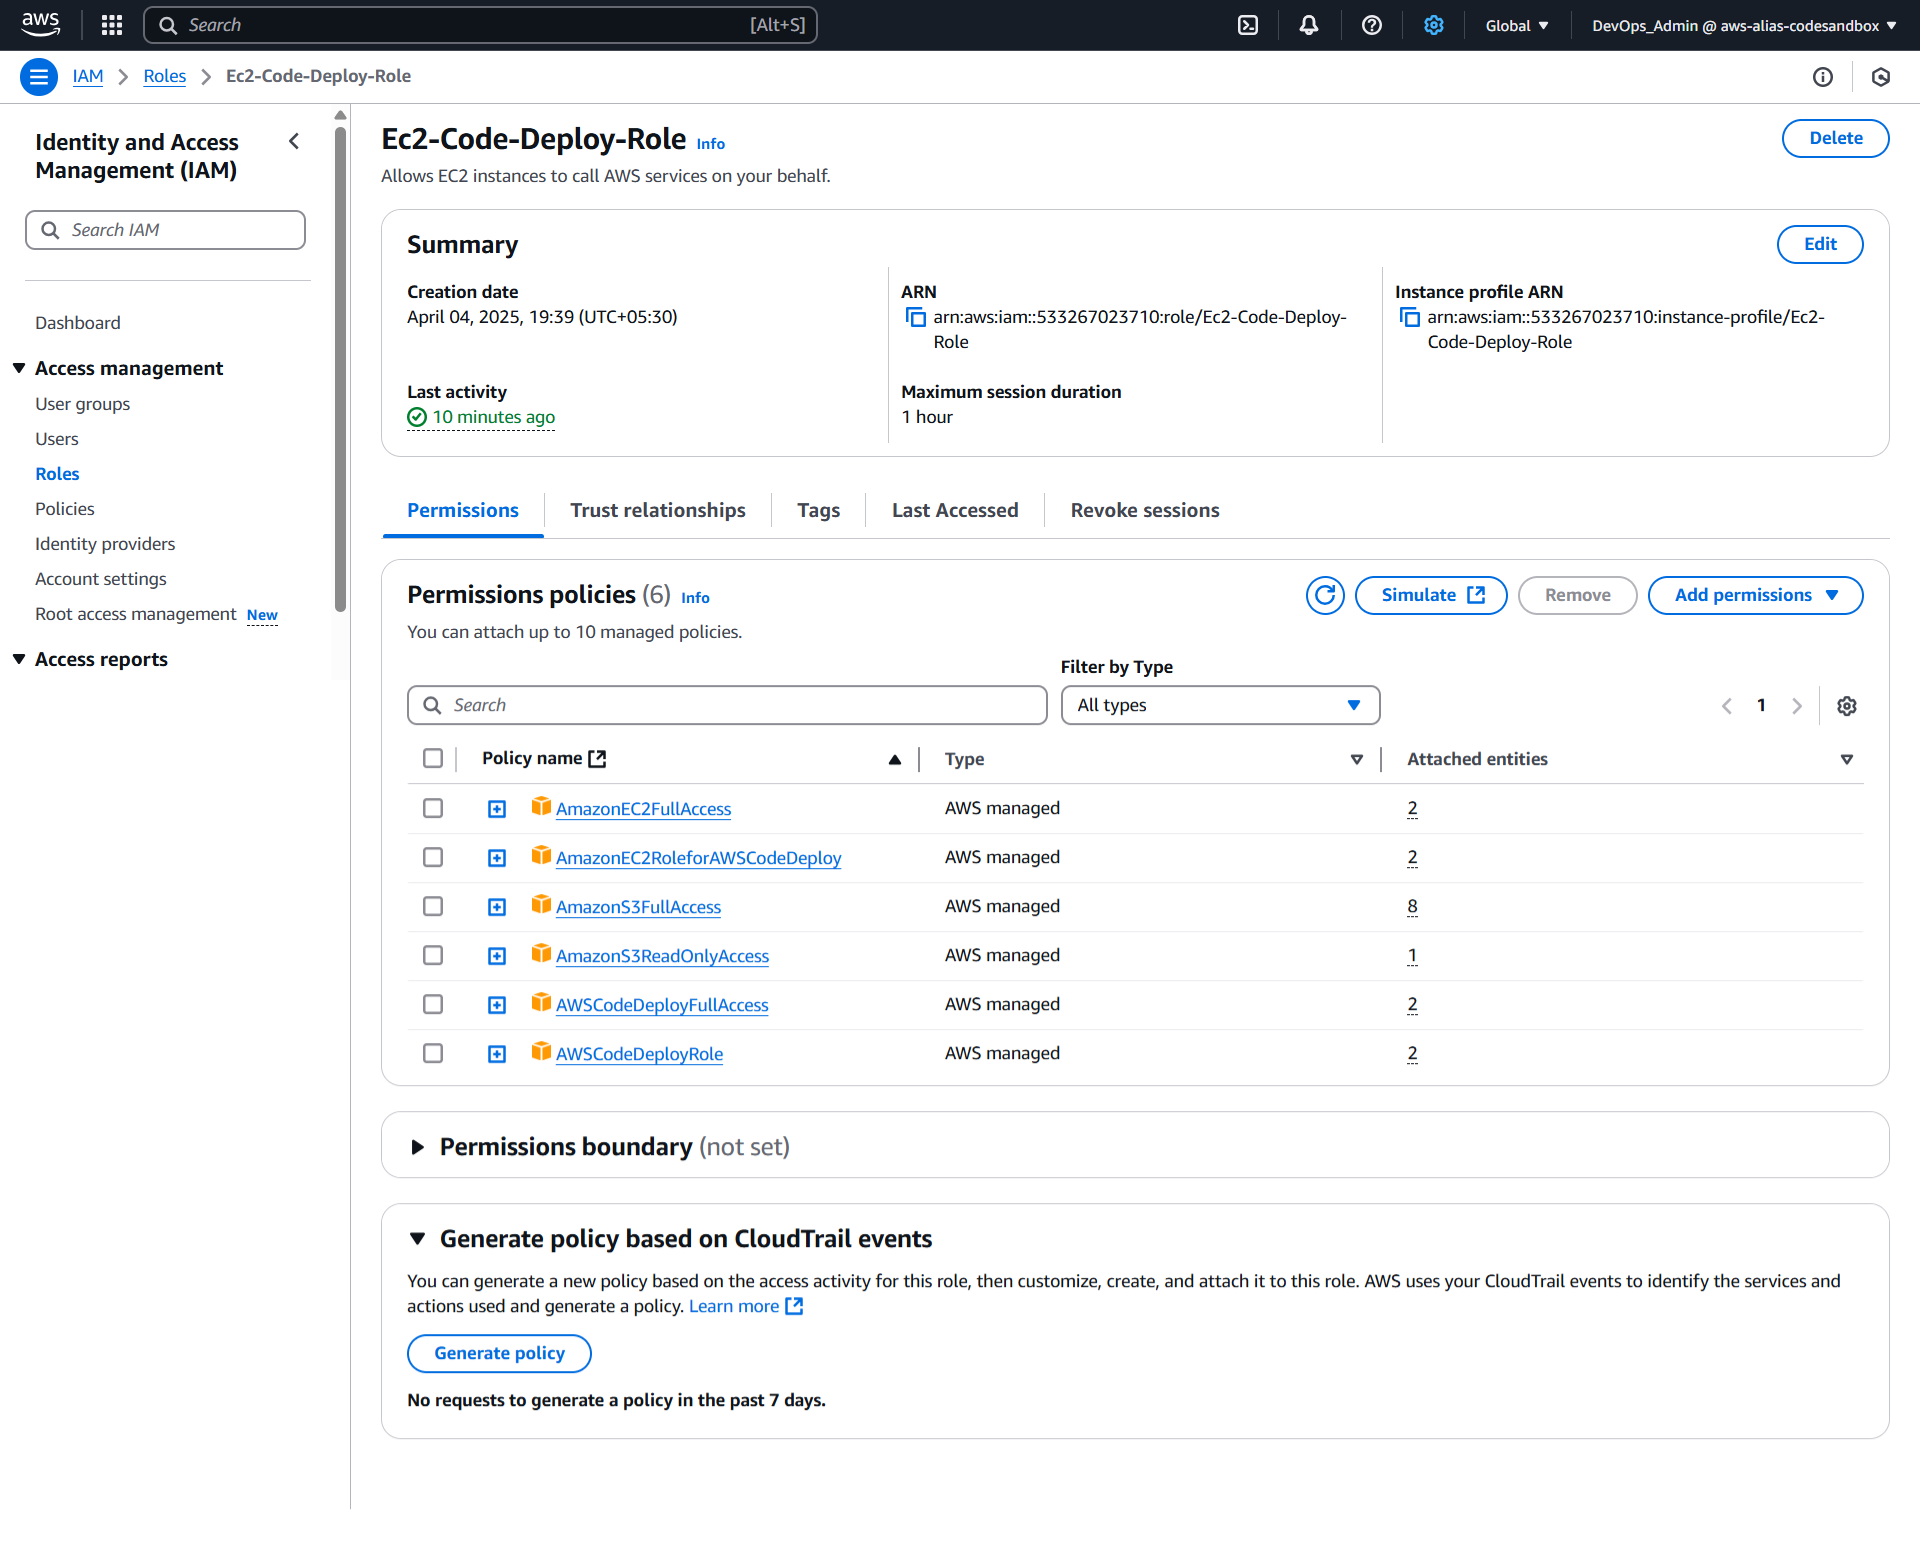 aws
Search
[Alt+S]
Global
DevOps_Admin @ aws-alias-codesandbox
IAM
Roles
Ec2-Code-Deploy-Role
Identity and Access
Management (IAM)
Search IAM
Dashboard
Access management
User groups
Users
Roles
Policies
Identity providers
Account settings
Root access management New
Access reports
Ec2-Code-Deploy-Role Info
Delete
Allows EC2 instances to call AWS services on your behalf.
Summary
Edit
Creation date
April 04, 2025, 19:39 (UTC+05:30)
ARN
arn:aws:iam::533267023710:role/Ec2-Code-Deploy-
Role
Instance profile ARN
arn:aws:iam::533267023710:instance-profile/Ec2-
Code-Deploy-Role
Last activity
10 minutes ago
Maximum session duration
1 hour
Permissions
Trust relationships
Tags
Last Accessed
Revoke sessions
Permissions policies (6) Info
Simulate
Remove
Add permissions
You can attach up to 10 managed policies.
Filter by Type
Search
All types
1
Policy name
Type
Attached entities
AmazonEC2FullAccess
AWS managed
2
AmazonEC2RoleforAWSCodeDeploy
AWS managed
2
AmazonS3FullAccess
AWS managed
8
AmazonS3ReadOnlyAccess
AWS managed
1
AWSCodeDeployFullAccess
AWS managed
2
AWSCodeDeployRole
AWS managed
2
Permissions boundary (not set)
Generate policy based on CloudTrail events
You can generate a new policy based on the access activity for this role, then customize, create, and attach it to this role. AWS uses your CloudTrail events to identify the services and
actions used and generate a policy. Learn more
Generate policy
No requests to generate a policy in the past 7 days.